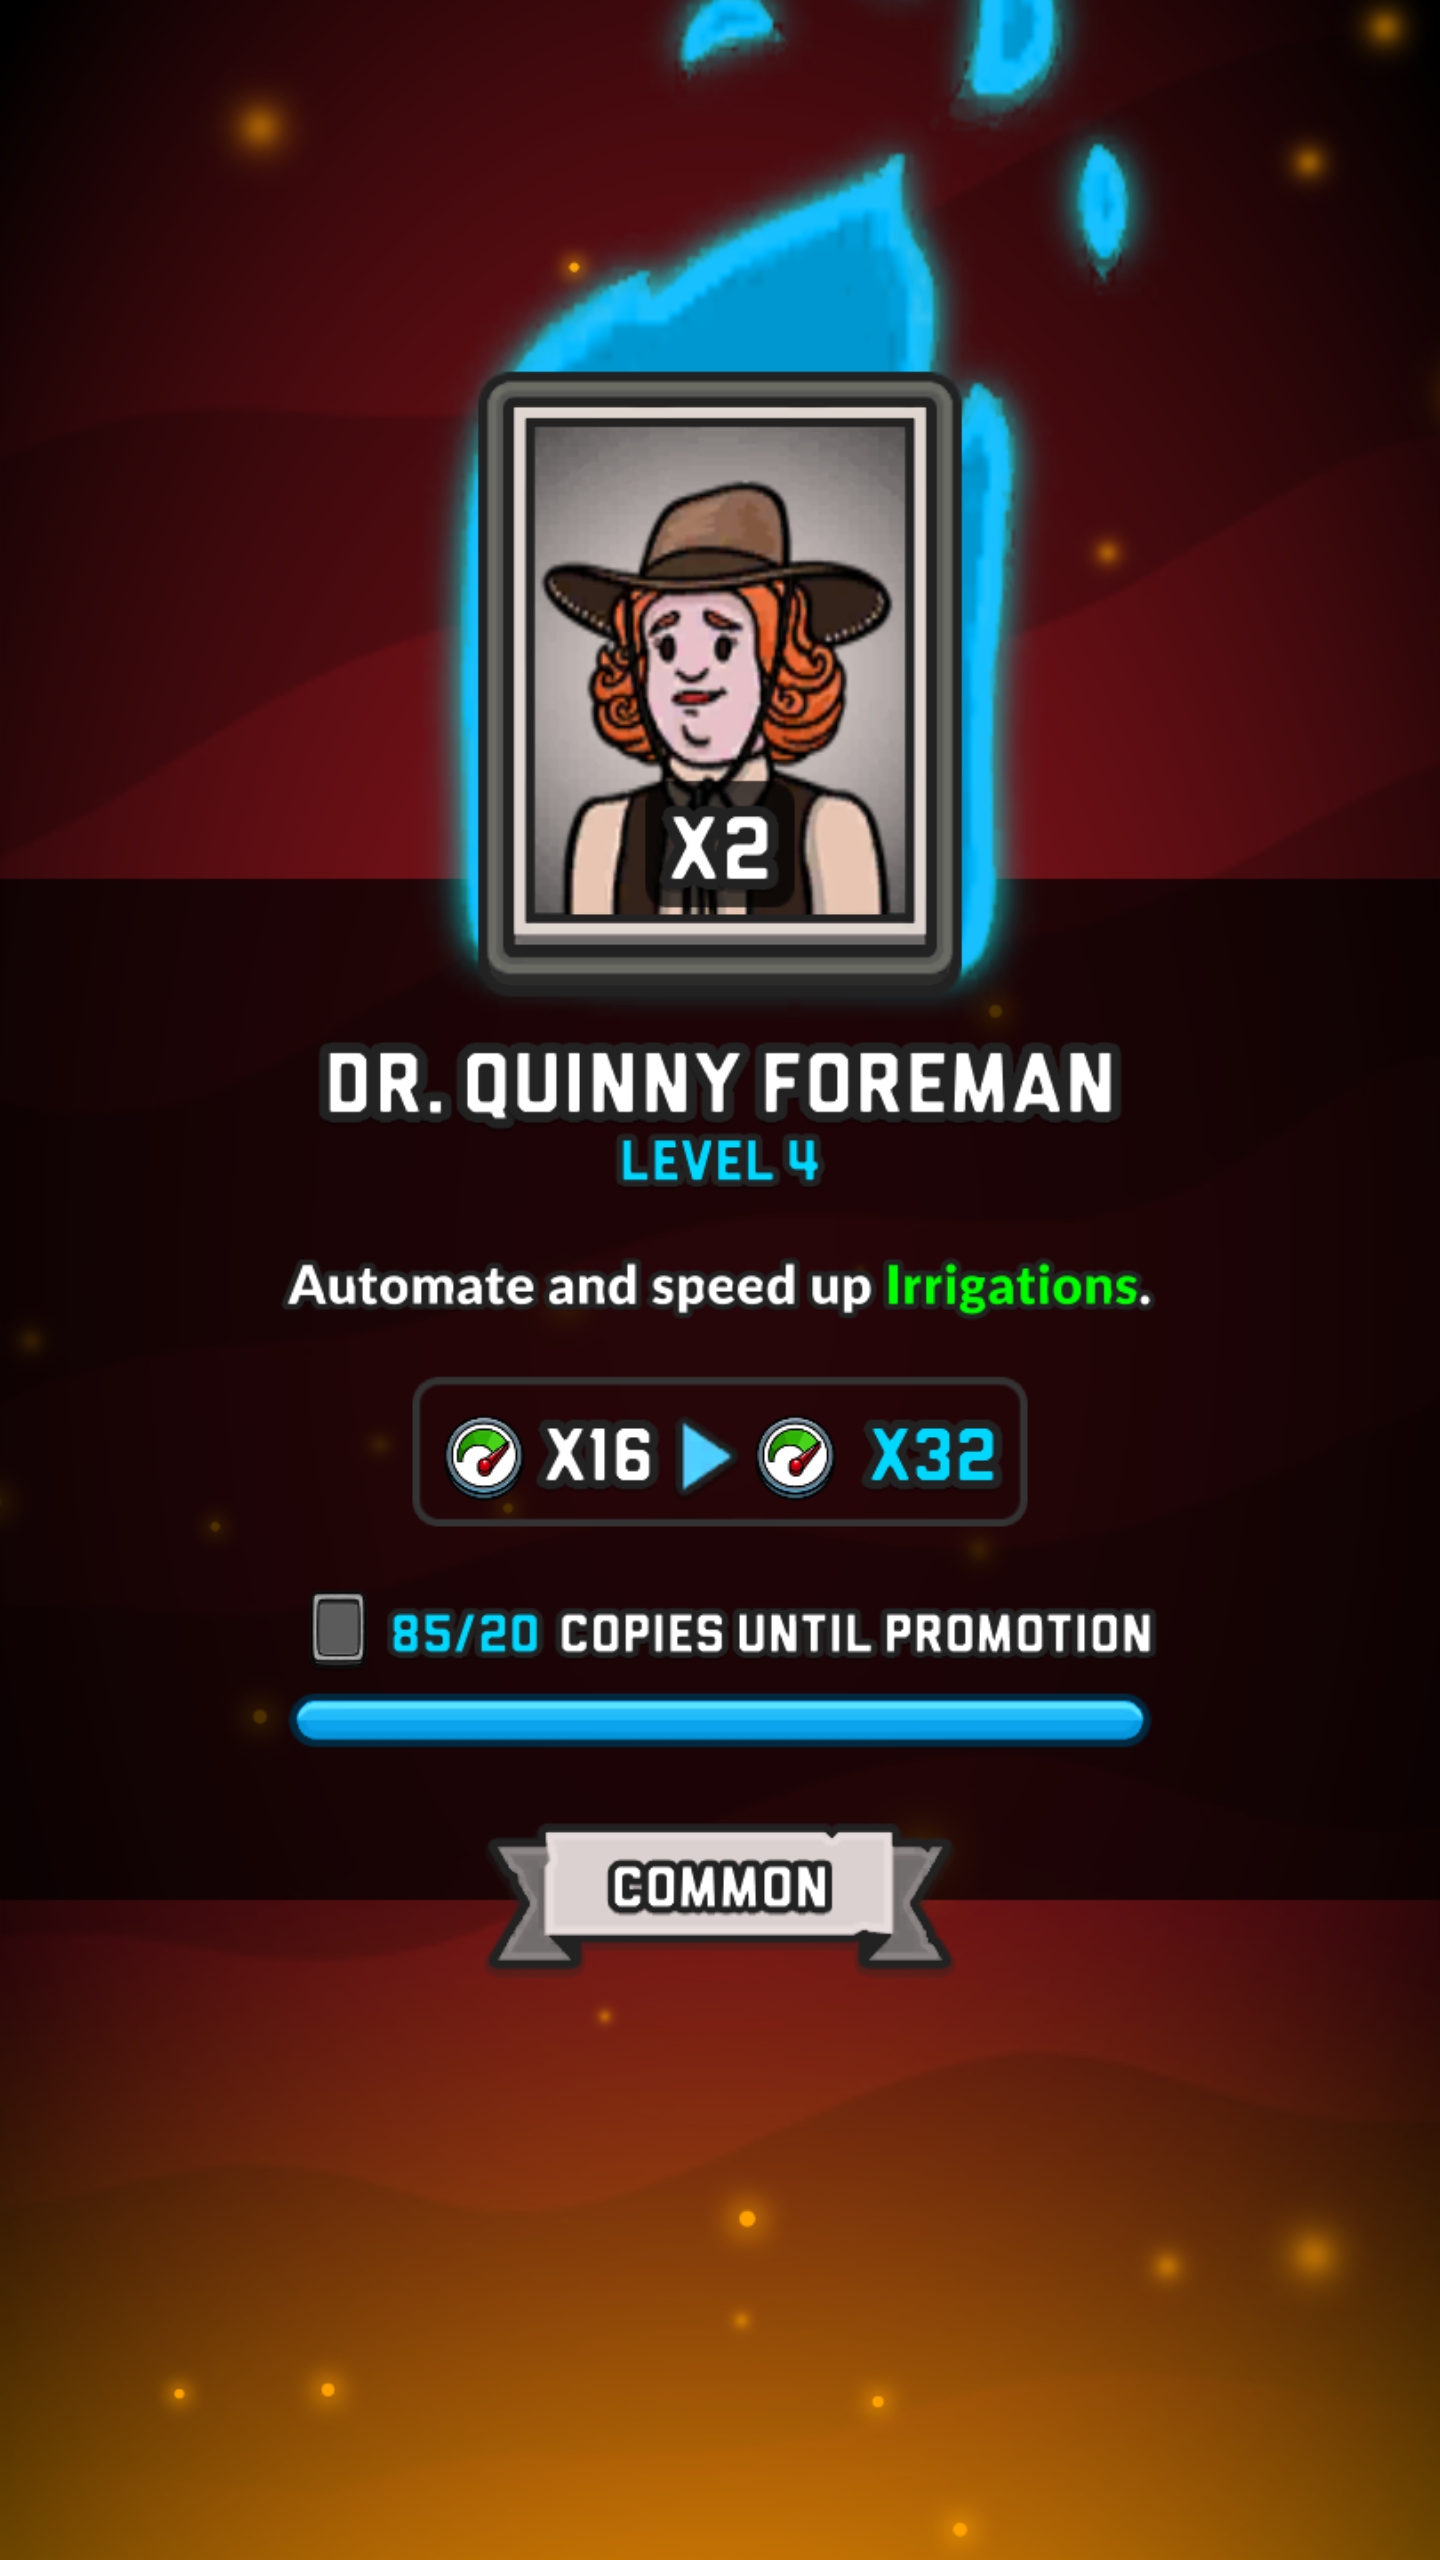 X2
DR. QUINNY FOREMAN
LEVEL 4
Automate and speed up Irrigations.
X16 X32
85/20 COPIES UNTIL PROMOTION
COMMON